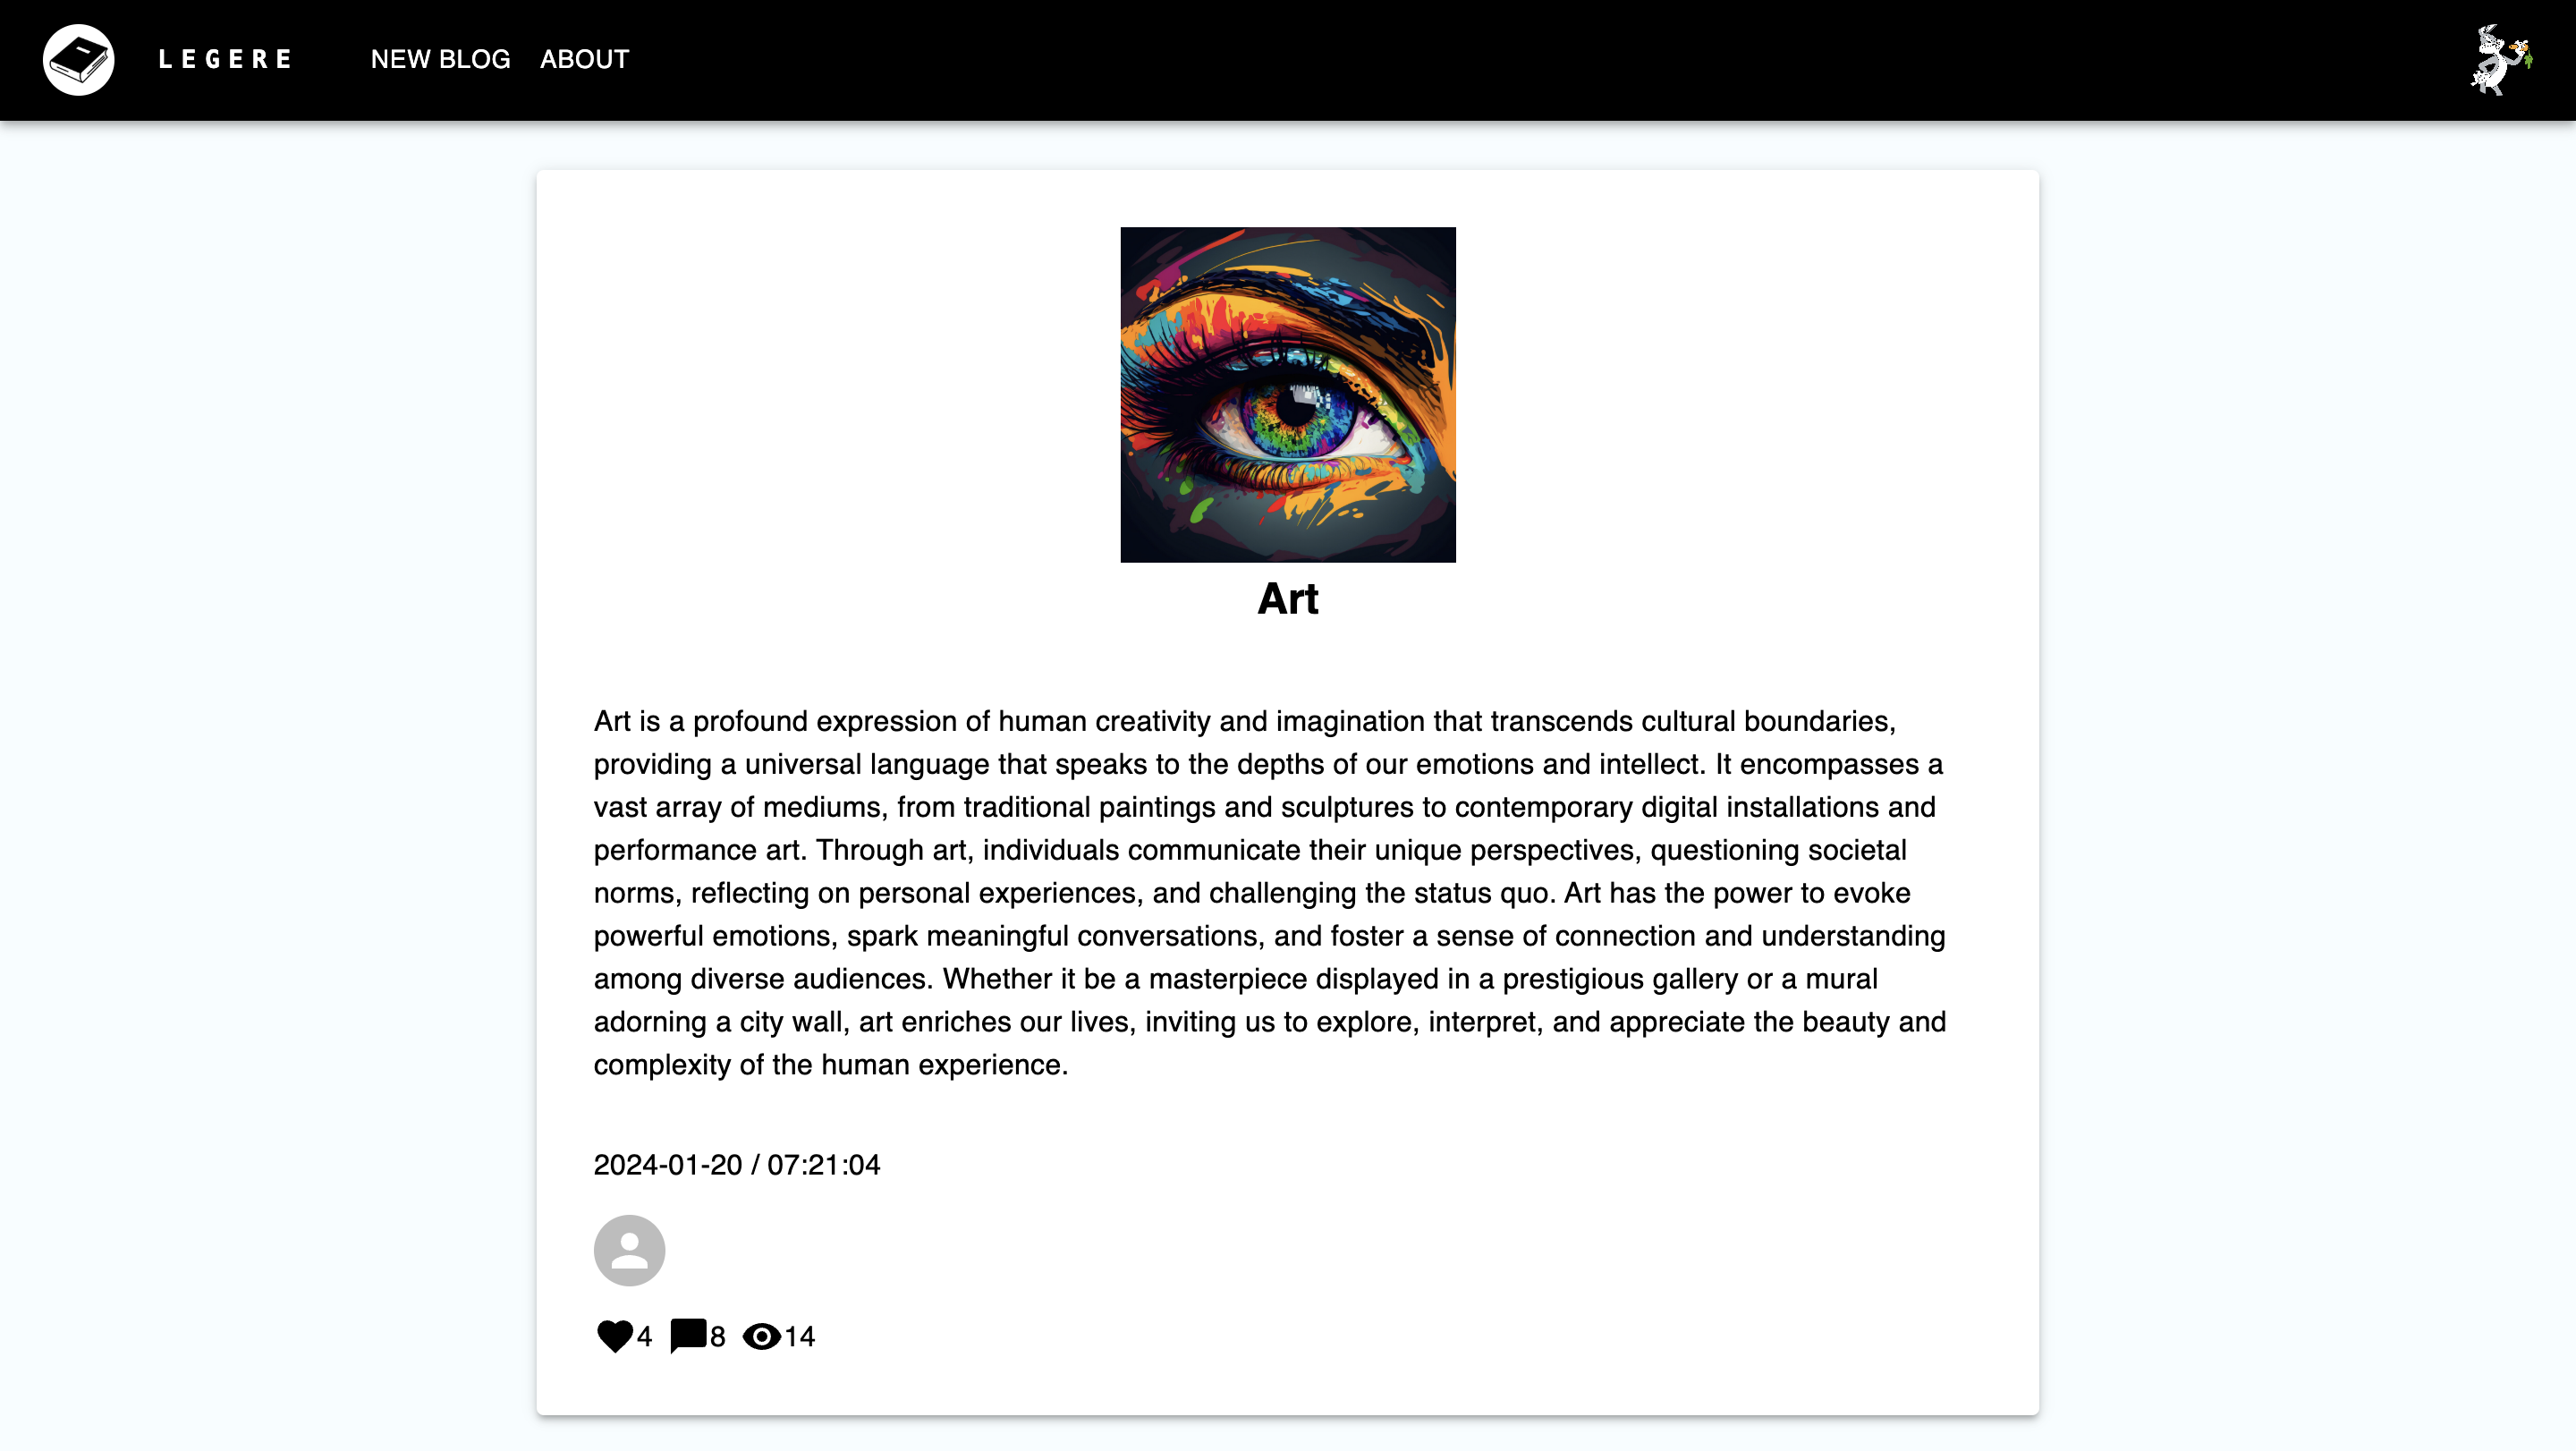 LEGERE NEW BLOG ABOUT
Art
Art is a profound expression of human creativity and imagination that transcends cultural boundaries,
providing a universal language that speaks to the depths of our emotions and intellect. It encompasses a
vast array of mediums, from traditional paintings and sculptures to contemporary digital installations and
performance art. Through art, individuals communicate their unique perspectives, questioning societal
norms, reflecting on personal experiences, and challenging the status quo. Art has the power to evoke
powerful emotions, spark meaningful conversations, and foster a sense of connection and understanding
among diverse audiences. Whether it be a masterpiece displayed in a prestigious gallery or a mural
adorning a city wall, art enriches our lives, inviting us to explore, interpret, and appreciate the beauty and
complexity of the human experience.
2024-01-20 / 07:21:04
4 8 14